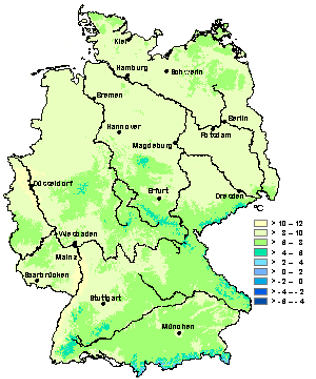 Kiel
Hamburg
Schwerin
Bremen
Berlin
Hannover
Potsdam
Magdeburg
Düsseldorf
Erfurt
Dresden
°C
Wiesbaden
Mainz
Saarbrücken
Stuttgart
München
> 10 – 12
> 8 – 10
> 6 – 8
> 4 – 6
> 2 – 4
> 0 – 2
> -2 – 0
> -4 – -2
> -6 – -4